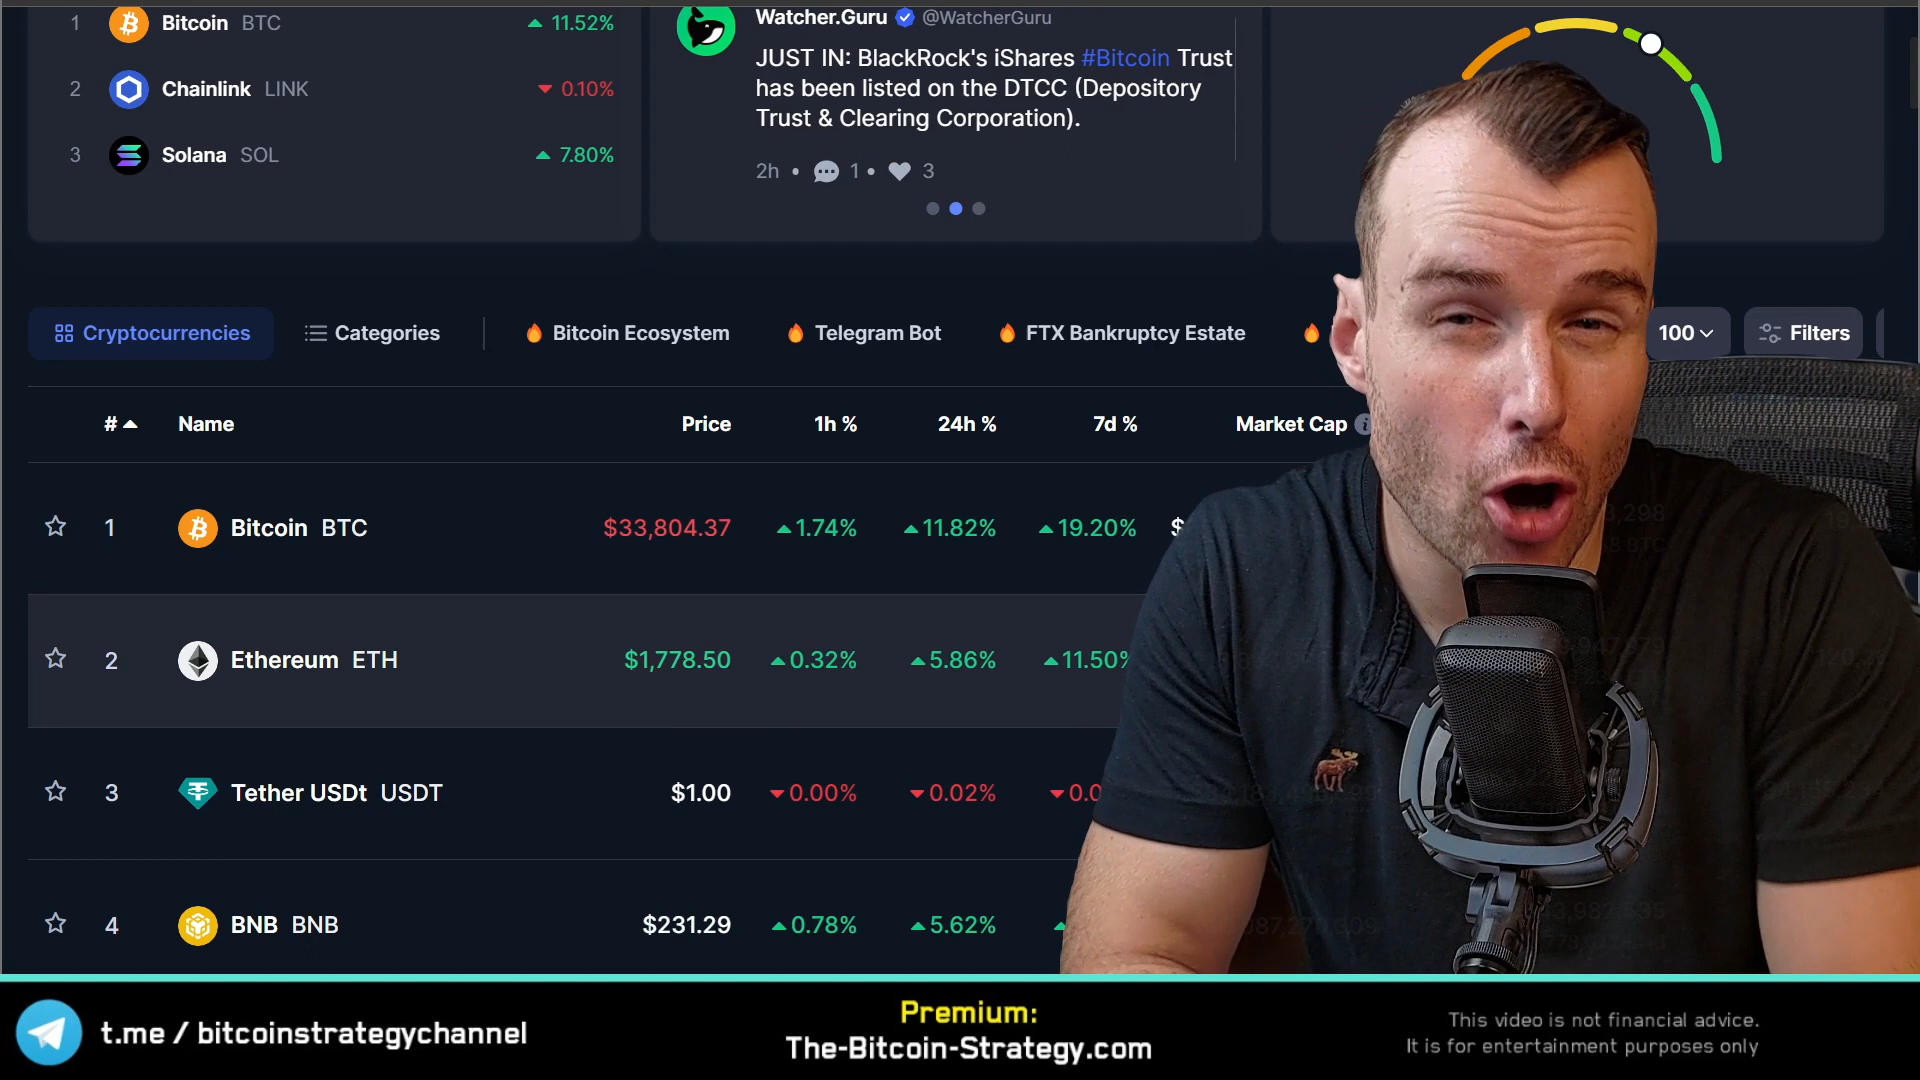 1 Bitcoin BTC 11.52%
2 Chainlink LINK 0.10%
3 Solana SOL 7.80%
Watcher.Guru @WatcherGuru
JUST IN: BlackRock's iShares #Bitcoin Trust
has been listed on the DTCC (Depository
Trust & Clearing Corporation).
2h • 1 • 3
Cryptocurrencies Categories Bitcoin Ecosystem Telegram Bot FTX Bankruptcy Estate 100 Filters
# Name Price 1h % 24h % 7d % Market Cap
1 Bitcoin BTC $33,804.37 1.74% 11.82% 19.20% $
2 Ethereum ETH $1,778.50 0.32% 5.86% 11.50%
3 Tether USDt USDT $1.00 0.00% 0.02% 0.0
4 BNB BNB $231.29 0.78% 5.62%
t.me / bitcoinstrategychannel
Premium:
The-Bitcoin-Strategy.com
This video is not financial advice.
It is for entertainment purposes only